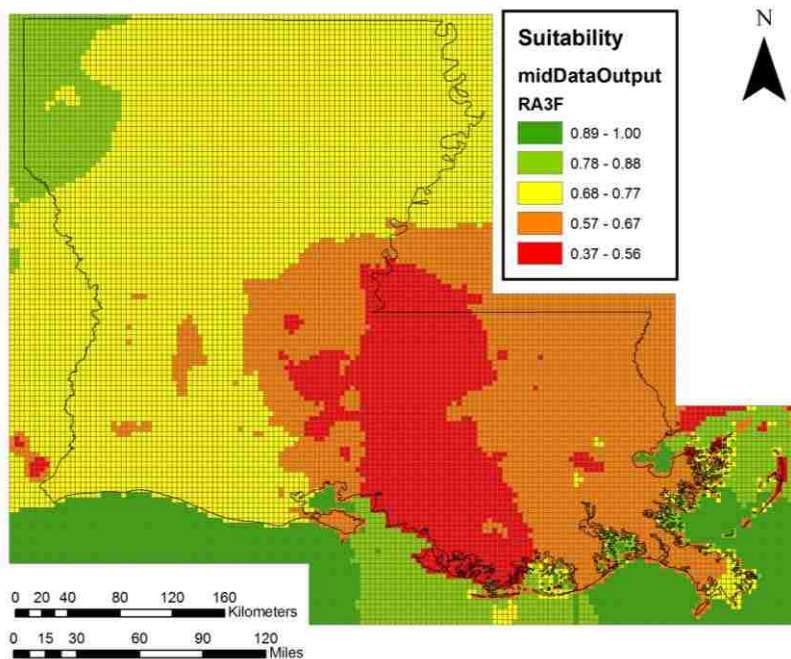 N
Suitability
midDataOutput
RA3F
0.89 - 1.00
0.78 - 0.88
0.68 - 0.77
0.57 - 0.67
0.37 - 0.56
0 20 40 80 120 160
Kilometers
0 15 30 60 90 120
Miles